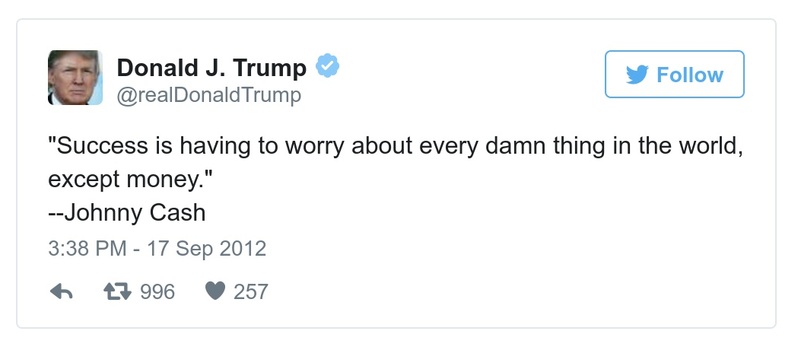 Donald J. Trump
@realDonaldTrump
Follow
"Success is having to worry about every damn thing in the world,
except money."
--Johnny Cash
3:38 PM - 17 Sep 2012
996 257